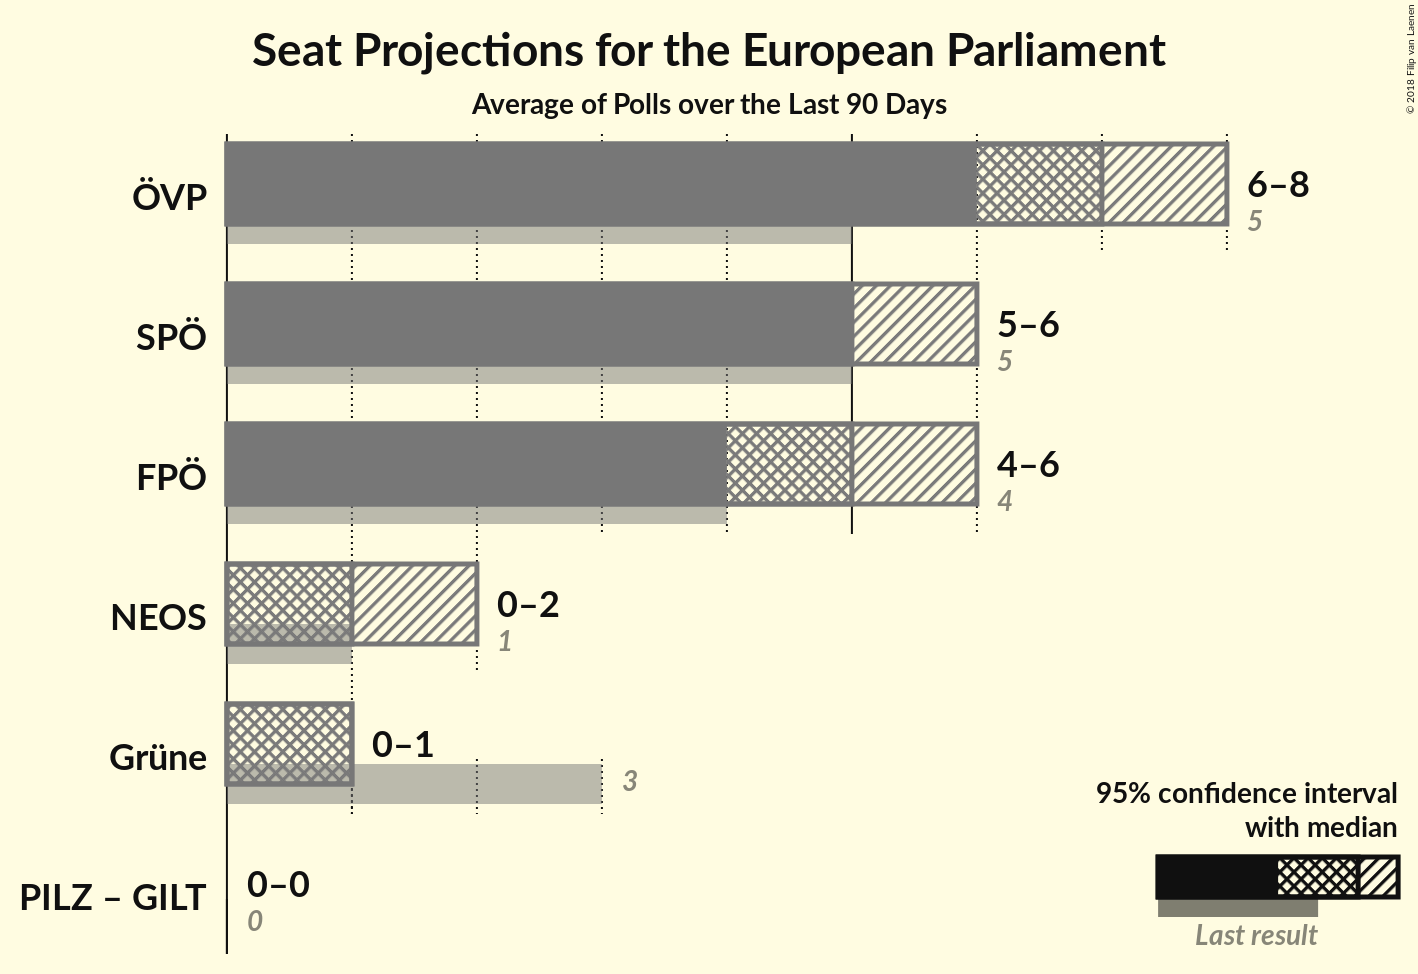 Seat Projections for the European Parliament
Average of Polls over the Last 90 Days
© 2018 Filip van Laenen
ÖVP
6–8
5
SPÖ
5–6
5
FPÖ
4–6
4
NEOS
0–2
1
Grüne
0–1
3
PILZ – GILT
0–0
0
95% confidence interval
with median
Last result